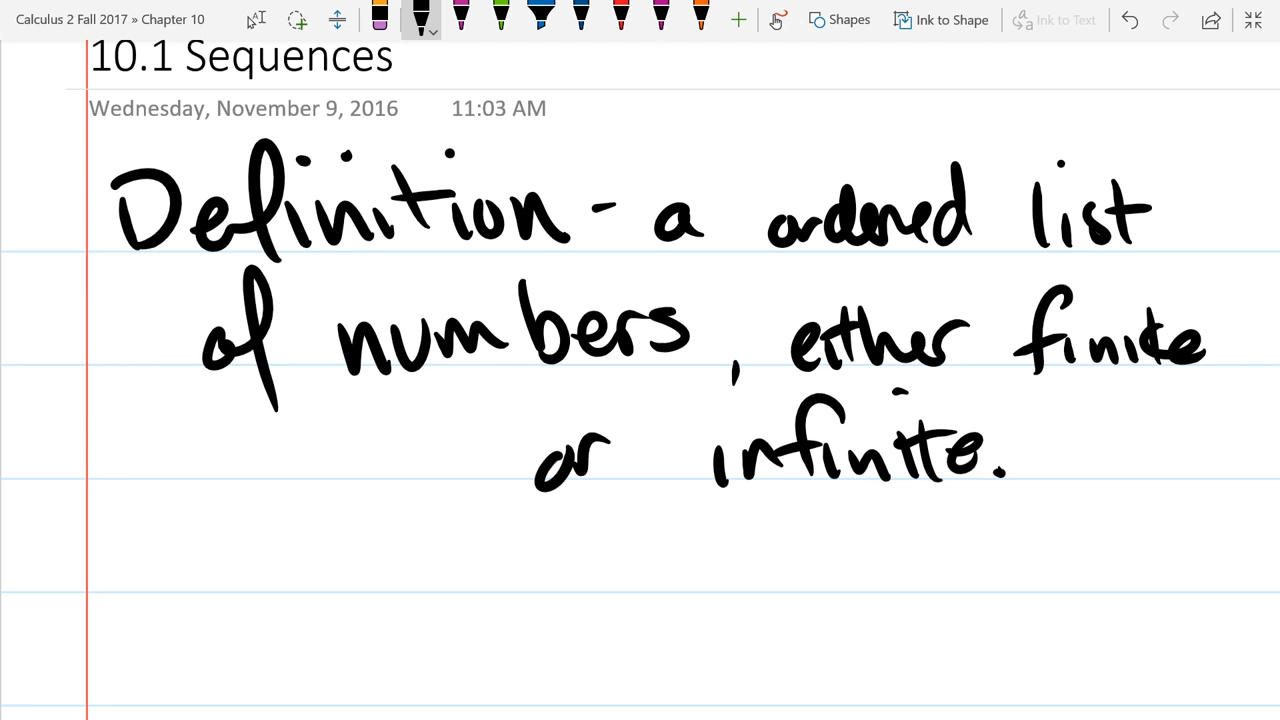 Calculus 2 Fall 2017 » Chapter 10
Shapes
Ink to Shape
Ink to Text
10.1 Sequences
Wednesday, November 9, 2016 11:03 AM
Definition - a ordered list
of numbers, either finite
or infinite.